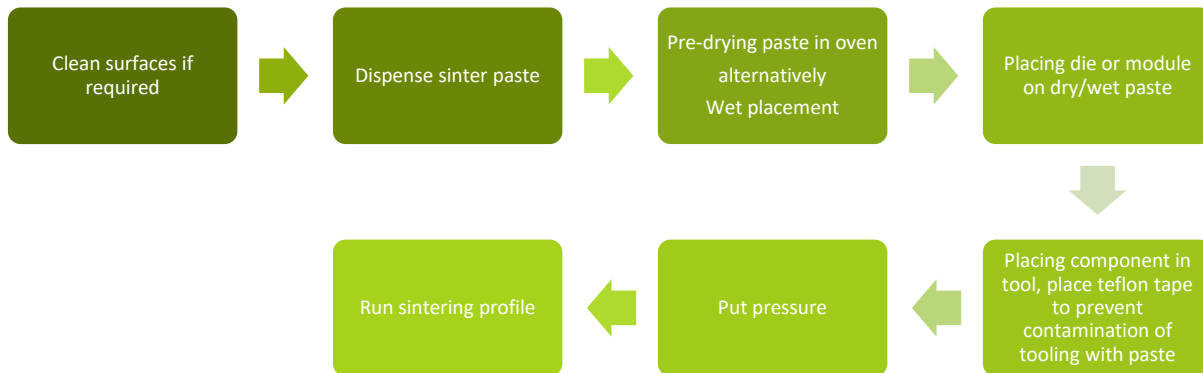 Clean surfaces if
required
Dispense sinter paste
Pre-drying paste in oven
alternatively
Wet placement
Placing die or module
on dry/wet paste
Placing component in
tool, place teflon tape
to prevent
contamination of
tooling with paste
Put pressure
Run sintering profile